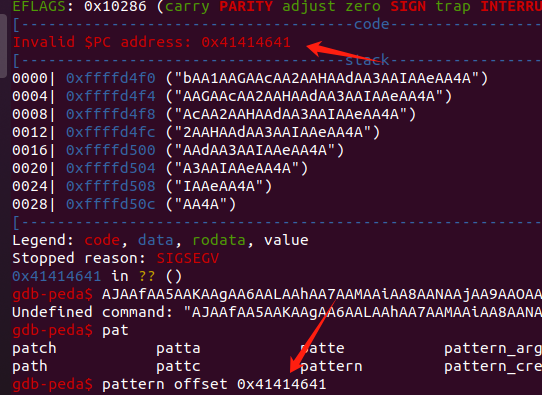 EFLAGS: 0x10286 (carry PARITY adjust zero SIGN trap INTERRU
[------------------------------------code----------------------
Invalid $PC address: 0x41414641
[------------------------------------stack---------------------
0000| 0xffffd4f0 ("bAA1AAGAAcAA2AAHAAdAA3AAIAAeAA4A")
0004| 0xffffd4f4 ("AAGAAcAA2AAHAAdAA3AAIAAeAA4A")
0008| 0xffffd4f8 ("AcAA2AAHAAdAA3AAIAAeAA4A")
0012| 0xffffd4fc ("2AAHAAdAA3AAIAAeAA4A")
0016| 0xffffd500 ("AAdAA3AAIAAeAA4A")
0020| 0xffffd504 ("A3AAIAAeAA4A")
0024| 0xffffd508 ("IAAeAA4A")
0028| 0xffffd50c ("AA4A")
[--------------------------------------------------------------
Legend: code, data, rodata, value
Stopped reason: SIGSEGV
0x41414641 in ?? ()
gdb-peda$ AJAAfAA5AAKAAgAA6AALAAhAA7AAMAAiAA8AANAAjAA9AAOAA
Undefined command: "AJAAfAA5AAKAAgAA6AALAAhAA7AAMAAiAA8AANA
gdb-peda$ pat
patch patta patte pattern_arg
path pattc pattern pattern_cre
gdb-peda$ pattern offset 0x41414641